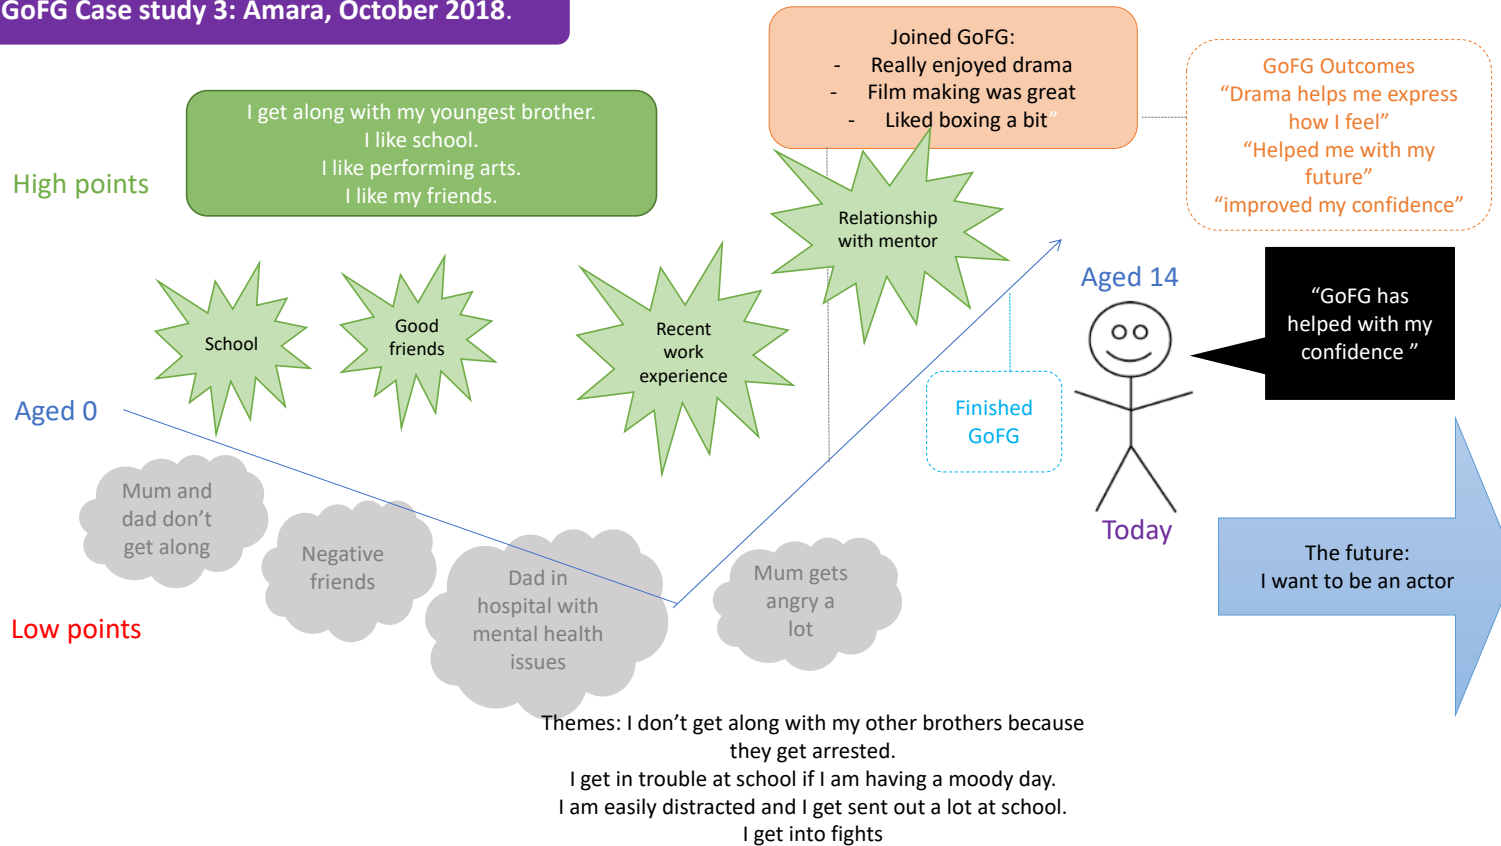 GoFG Case study 3: Amara, October 2018.
Joined GoFG:
- Really enjoyed drama
- Film making was great
- Liked boxing a bit"
GoFG Outcomes
“Drama helps me express
how I feel”
“Helped me with my
future”
“improved my confidence”
I get along with my youngest brother.
I like school.
I like performing arts.
I like my friends.
High points
Relationship
with mentor
School
Good
friends
Recent
work
experience
Aged 14
“GoFG has
helped with my
confidence ”
Aged 0
Finished
GoFG
Mum and
dad don’t
get along
Negative
friends
Dad in
hospital with
mental health
issues
Mum gets
angry a
lot
Today
The future:
I want to be an actor
Low points
Themes: I don’t get along with my other brothers because
they get arrested.
I get in trouble at school if I am having a moody day.
I am easily distracted and I get sent out a lot at school.
I get into fights